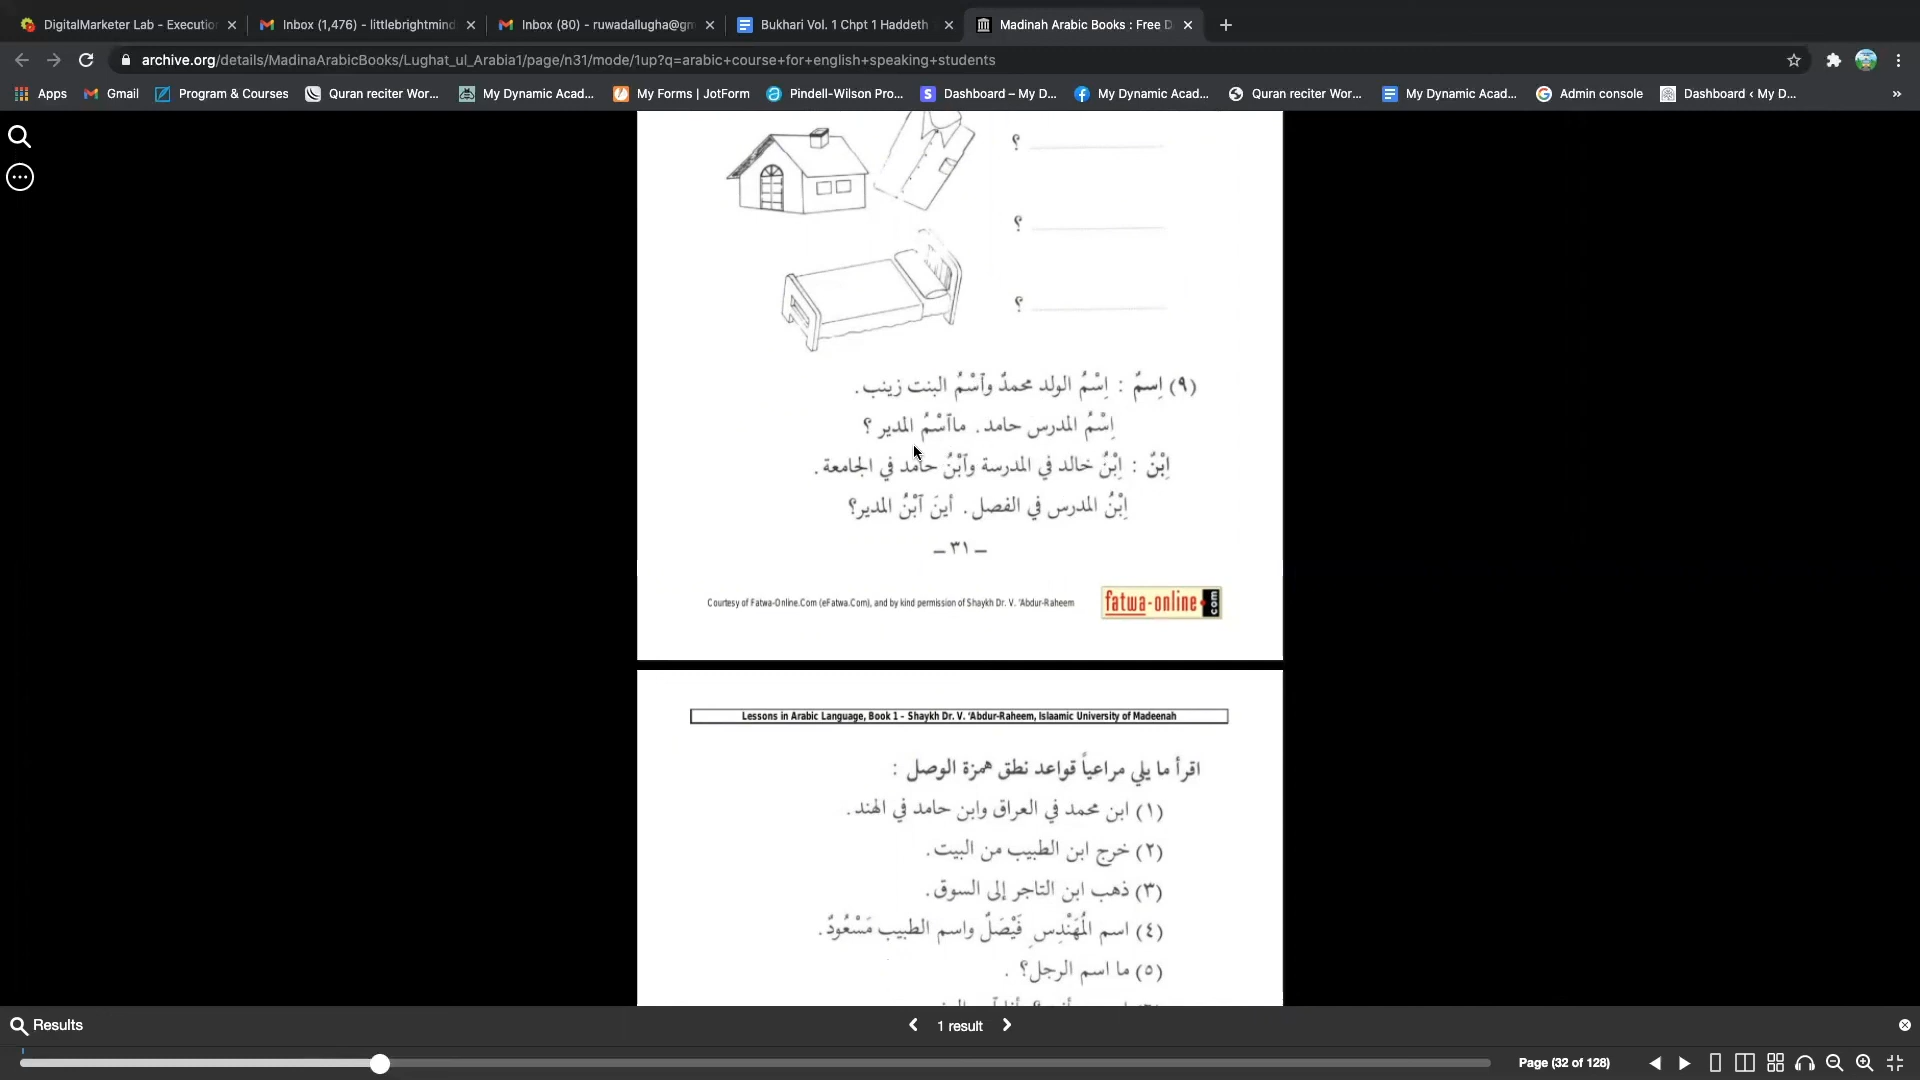 DigitalMarketer Lab - Executio
Inbox (1,476) - littlebrightmind
Inbox (80) - ruwadallugha@gm
Bukhari Vol. 1 Chpt 1 Haddeth
Madinah Arabic Books : Free D
archive.org/details/MadinaArabicBooks/Lughat_ul_Arabia1/page/n31/mode/1up?q=arabic+course+for+english+speaking+students
Apps
Gmail
Program & Courses
Quran reciter Wor...
My Dynamic Acad...
My Forms | JotForm
Pindell-Wilson Pro...
Dashboard – My D...
My Dynamic Acad...
Quran reciter Wor...
My Dynamic Acad...
Admin console
Dashboard ‹ My D...
»
؟
؟
؟
(٩) اِسمٌ : اِسْمُ الولد محمدٌ وٱسْمُ البنت زينب.
اِسْمُ المدرس حامد. ماٱسْمُ المدير ؟
اِبْنٌ : اِبْنُ خالد في المدرسة وٱبْنُ حامد في الجامعة.
اِبْنُ المدرس في الفصل. أينَ ٱبْنُ المدير؟
– ٣١ –
Courtesy of Fatwa-Online.Com (eFatwa.Com), and by kind permission of Shaykh Dr. V. 'Abdur-Raheem
fatwa-online com
Lessons in Arabic Language, Book 1 - Shaykh Dr. V. 'Abdur-Raheem, Islaamic University of Madeenah
اقرأ ما يلي مراعياً قواعد نطق همزة الوصل :
(١) ابن محمد في العراق وابن حامد في الهند.
(٢) خرج ابن الطبيب من البيت.
(٣) ذهب ابن التاجر إلى السوق.
(٤) اسم المُهَنْدِسِ فَيْصَلٌ واسم الطبيب مَسْعُودٌ.
(٥) ما اسم الرجل؟ .
Results
1 result
Page (32 of 128)